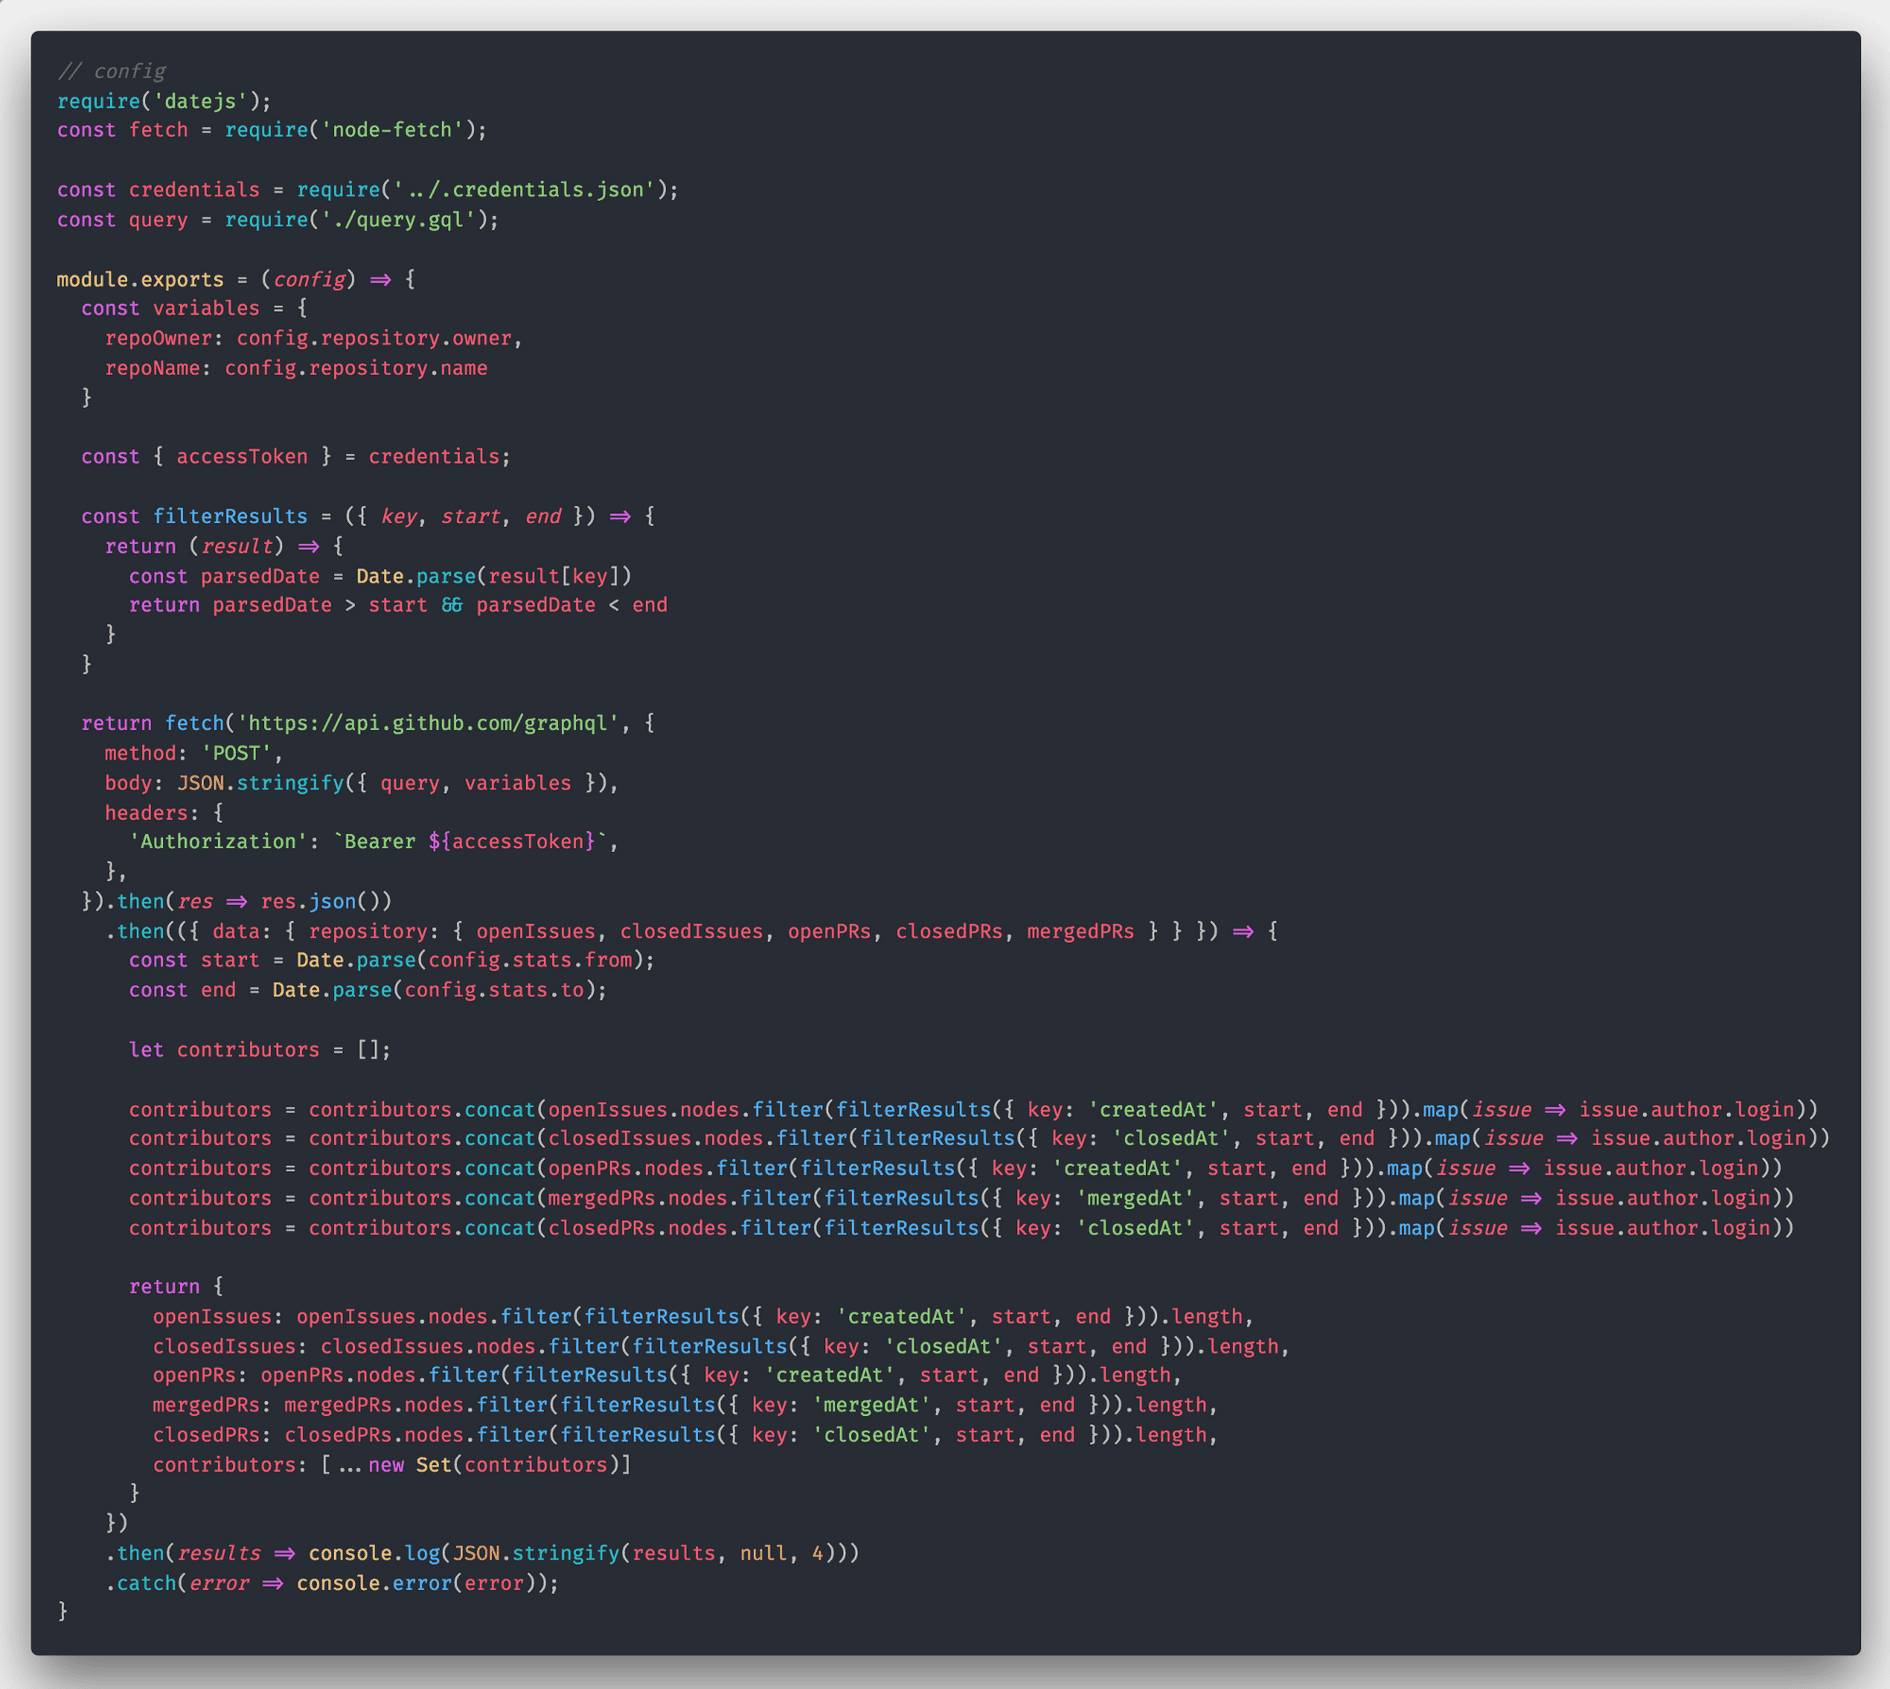 // config
require('datejs');
const fetch = require('node-fetch');

const credentials = require('../.credentials.json');
const query = require('./query.gql');

module.exports = (config) => {
  const variables = {
    repoOwner: config.repository.owner,
    repoName: config.repository.name
  }

  const { accessToken } = credentials;

  const filterResults = ({ key, start, end }) => {
    return (result) => {
      const parsedDate = Date.parse(result[key])
      return parsedDate > start && parsedDate < end
    }
  }

  return fetch('https://api.github.com/graphql', {
    method: 'POST',
    body: JSON.stringify({ query, variables }),
    headers: {
      'Authorization': `Bearer ${accessToken}`,
    },
  }).then(res => res.json())
    .then(({ data: { repository: { openIssues, closedIssues, openPRs, closedPRs, mergedPRs } } }) => {
      const start = Date.parse(config.stats.from);
      const end = Date.parse(config.stats.to);

      let contributors = [];

      contributors = contributors.concat(openIssues.nodes.filter(filterResults({ key: 'createdAt', start, end })).map(issue => issue.author.login))
      contributors = contributors.concat(closedIssues.nodes.filter(filterResults({ key: 'closedAt', start, end })).map(issue => issue.author.login))
      contributors = contributors.concat(openPRs.nodes.filter(filterResults({ key: 'createdAt', start, end })).map(issue => issue.author.login))
      contributors = contributors.concat(mergedPRs.nodes.filter(filterResults({ key: 'mergedAt', start, end })).map(issue => issue.author.login))
      contributors = contributors.concat(closedPRs.nodes.filter(filterResults({ key: 'closedAt', start, end })).map(issue => issue.author.login))

      return {
        openIssues: openIssues.nodes.filter(filterResults({ key: 'createdAt', start, end })).length,
        closedIssues: closedIssues.nodes.filter(filterResults({ key: 'closedAt', start, end })).length,
        openPRs: openPRs.nodes.filter(filterResults({ key: 'createdAt', start, end })).length,
        mergedPRs: mergedPRs.nodes.filter(filterResults({ key: 'mergedAt', start, end })).length,
        closedPRs: closedPRs.nodes.filter(filterResults({ key: 'closedAt', start, end })).length,
        contributors: [...new Set(contributors)]
      }
    })
    .then(results => console.log(JSON.stringify(results, null, 4)))
    .catch(error => console.error(error));
}